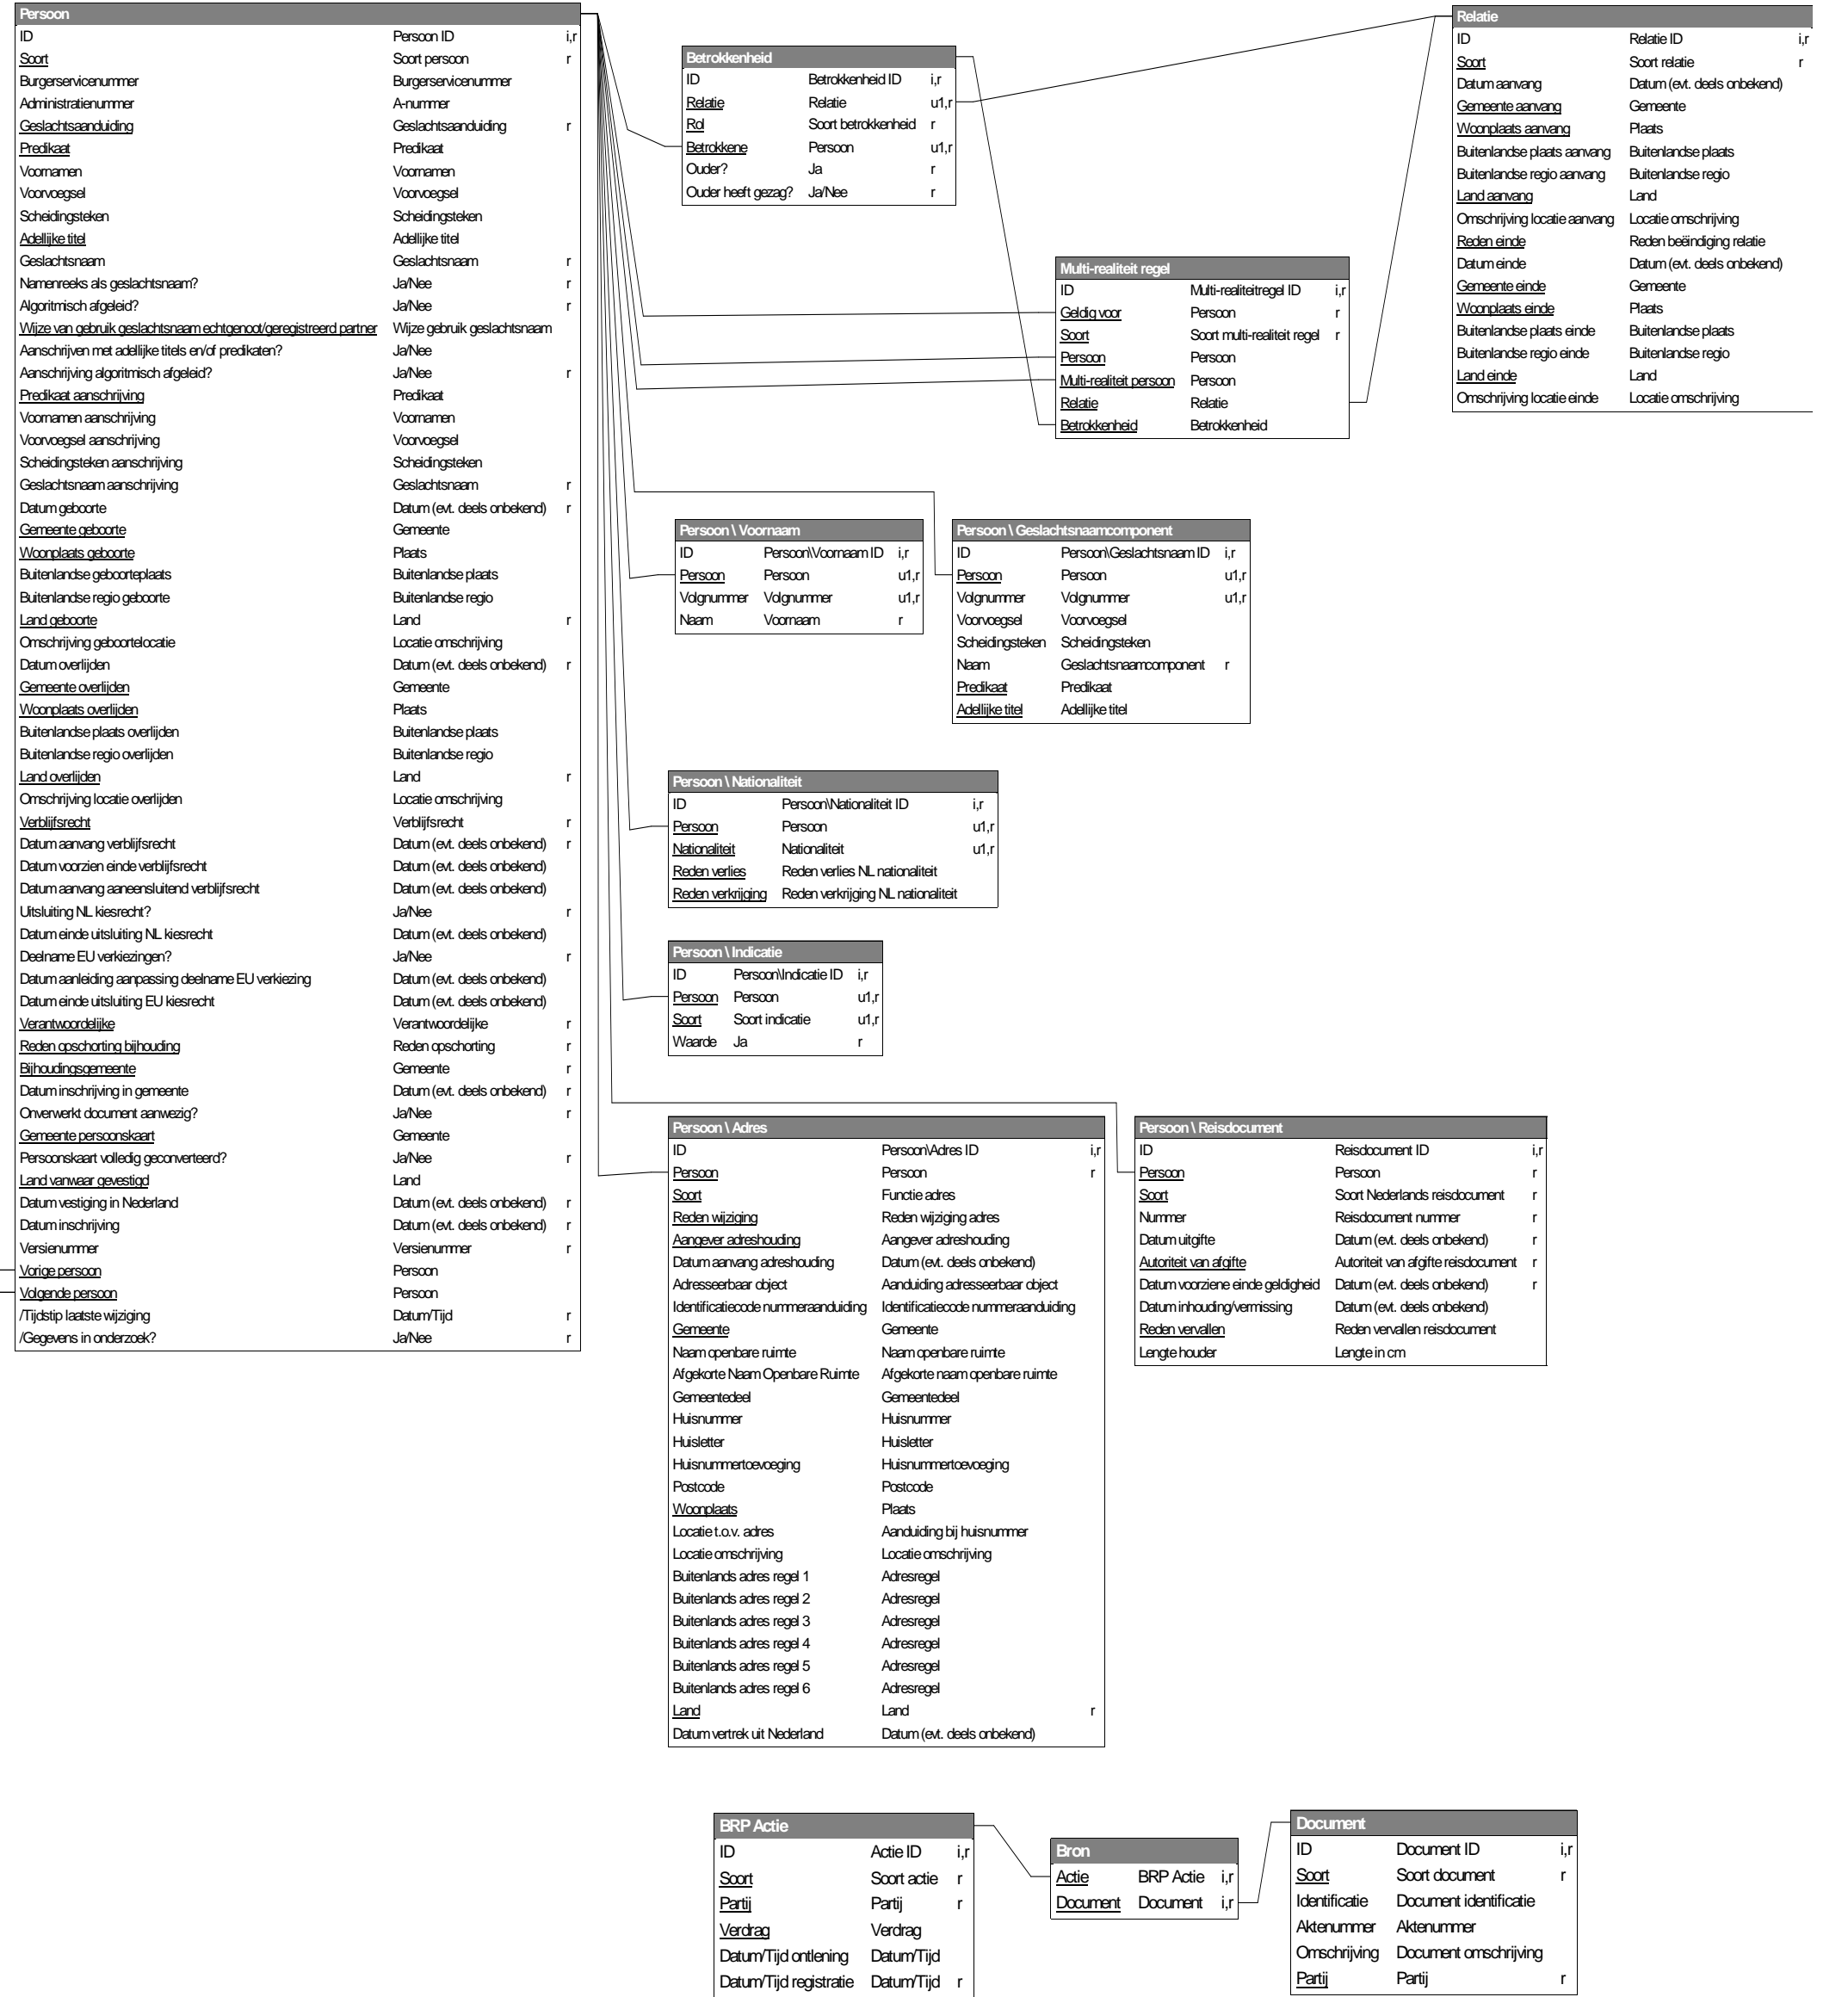 Persoon
ID Persoon ID i,r
Soort Soort persoon r
Burgerservicenummer Burgerservicenummer
Administratienummer A-nummer
Geslachtsaanduiding Geslachtsaanduiding r
Predikaat Predikaat
Voornamen Voornamen
Voorvoegsel Voorvoegsel
Scheidingsteken Scheidingsteken
Adellijke titel Adellijke titel
Geslachtsnaam Geslachtsnaam r
Namenreeks als geslachtsnaam? Ja/Nee r
Algoritmisch afgeleid? Ja/Nee r
Wijze van gebruik geslachtsnaam echtgenoot/geregistreerd partner Wijze gebruik geslachtsnaam
Aanschrijven met adellijke titels en/of predikaten? Ja/Nee
Aanschrijving algoritmisch afgeleid? Ja/Nee r
Predikaat aanschrijving Predikaat
Voornamen aanschrijving Voornamen
Voorvoegsel aanschrijving Voorvoegsel
Scheidingsteken aanschrijving Scheidingsteken
Geslachtsnaam aanschrijving Geslachtsnaam r
Datum geboorte Datum (evt. deels onbekend) r
Gemeente geboorte Gemeente
Woonplaats geboorte Plaats
Buitenlandse geboorteplaats Buitenlandse plaats
Buitenlandse regio geboorte Buitenlandse regio
Land geboorte Land r
Omschrijving geboortelocatie Locatie omschrijving
Datum overlijden Datum (evt. deels onbekend) r
Gemeente overlijden Gemeente
Woonplaats overlijden Plaats
Buitenlandse plaats overlijden Buitenlandse plaats
Buitenlandse regio overlijden Buitenlandse regio
Land overlijden Land r
Omschrijving locatie overlijden Locatie omschrijving
Verblijfsrecht Verblijfsrecht r
Datum aanvang verblijfsrecht Datum (evt. deels onbekend) r
Datum voorzien einde verblijfsrecht Datum (evt. deels onbekend)
Datum aanvang aaneensluitend verblijfsrecht Datum (evt. deels onbekend)
Uitsluiting NL kiesrecht? Ja/Nee r
Datum einde uitsluiting NL kiesrecht Datum (evt. deels onbekend)
Deelname EU verkiezingen? Ja/Nee r
Datum aanleiding aanpassing deelname EU verkiezing Datum (evt. deels onbekend)
Datum einde uitsluiting EU kiesrecht Datum (evt. deels onbekend)
Verantwoordelijke Verantwoordelijke r
Reden opschorting bijhouding Reden opschorting r
Bijhoudingsgemeente Gemeente r
Datum inschrijving in gemeente Datum (evt. deels onbekend) r
Onverwerkt document aanwezig? Ja/Nee r
Gemeente persoonskaart Gemeente
Persoonskaart volledig geconverteerd? Ja/Nee r
Land vanwaar gevestigd Land
Datum vestiging in Nederland Datum (evt. deels onbekend) r
Datum inschrijving Datum (evt. deels onbekend) r
Versienummer Versienummer r
Vorige persoon Persoon
Volgende persoon Persoon
/Tijdstip laatste wijziging Datum/Tijd r
/Gegevens in onderzoek? Ja/Nee r
Betrokkenheid
ID Betrokkenheid ID i,r
Relatie Relatie u1,r
Rol Soort betrokkenheid r
Betrokkene Persoon u1,r
Ouder? Ja r
Ouder heeft gezag? Ja/Nee r
Relatie
ID Relatie ID i,r
Soort Soort relatie r
Datum aanvang Datum (evt. deels onbekend)
Gemeente aanvang Gemeente
Woonplaats aanvang Plaats
Buitenlandse plaats aanvang Buitenlandse plaats
Buitenlandse regio aanvang Buitenlandse regio
Land aanvang Land
Omschrijving locatie aanvang Locatie omschrijving
Reden einde Reden beëindiging relatie
Datum einde Datum (evt. deels onbekend)
Gemeente einde Gemeente
Woonplaats einde Plaats
Buitenlandse plaats einde Buitenlandse plaats
Buitenlandse regio einde Buitenlandse regio
Land einde Land
Omschrijving locatie einde Locatie omschrijving
Multi-realiteit regel
ID Multi-realiteitregel ID i,r
Geldig voor Persoon r
Soort Soort multi-realiteit regel r
Persoon Persoon
Multi-realiteit persoon Persoon
Relatie Relatie
Betrokkenheid Betrokkenheid
Persoon \ Voornaam
ID Persoon\Voornaam ID i,r
Persoon Persoon u1,r
Volgnummer Volgnummer u1,r
Naam Voornaam r
Persoon \ Geslachtsnaamcomponent
ID Persoon\Geslachtsnaam ID i,r
Persoon Persoon u1,r
Volgnummer Volgnummer u1,r
Voorvoegsel Voorvoegsel
Scheidingsteken Scheidingsteken
Naam Geslachtsnaamcomponent r
Predikaat Predikaat
Adellijke titel Adellijke titel
Persoon \ Nationaliteit
ID Persoon\Nationaliteit ID i,r
Persoon Persoon u1,r
Nationaliteit Nationaliteit u1,r
Reden verlies Reden verlies NL nationaliteit
Reden verkrijging Reden verkrijging NL nationaliteit
Persoon \ Indicatie
ID Persoon\Indicatie ID i,r
Persoon Persoon u1,r
Soort Soort indicatie u1,r
Waarde Ja r
Persoon \ Adres
ID Persoon\Adres ID i,r
Persoon Persoon r
Soort Functie adres
Reden wijziging Reden wijziging adres
Aangever adreshouding Aangever adreshouding
Datum aanvang adreshouding Datum (evt. deels onbekend)
Adresseerbaar object Aanduiding adresseerbaar object
Identificatiecode nummeraanduiding Identificatiecode nummeraanduiding
Gemeente Gemeente
Naam openbare ruimte Naam openbare ruimte
Afgekorte Naam Openbare Ruimte Afgekorte naam openbare ruimte
Gemeentedeel Gemeentedeel
Huisnummer Huisnummer
Huisletter Huisletter
Huisnummertoevoeging Huisnummertoevoeging
Postcode Postcode
Woonplaats Plaats
Locatie t.o.v. adres Aanduiding bij huisnummer
Locatie omschrijving Locatie omschrijving
Buitenlands adres regel 1 Adresregel
Buitenlands adres regel 2 Adresregel
Buitenlands adres regel 3 Adresregel
Buitenlands adres regel 4 Adresregel
Buitenlands adres regel 5 Adresregel
Buitenlands adres regel 6 Adresregel
Land Land r
Datum vertrek uit Nederland Datum (evt. deels onbekend)
Persoon \ Reisdocument
ID Reisdocument ID i,r
Persoon Persoon r
Soort Soort Nederlands reisdocument r
Nummer Reisdocument nummer r
Datum uitgifte Datum (evt. deels onbekend) r
Autoriteit van afgifte Autoriteit van afgifte reisdocument r
Datum voorziene einde geldigheid Datum (evt. deels onbekend) r
Datum inhouding/vermissing Datum (evt. deels onbekend)
Reden vervallen Reden vervallen reisdocument
Lengte houder Lengte in cm
BRP Actie
ID Actie ID i,r
Soort Soort actie r
Partij Partij r
Verdrag Verdrag
Datum/Tijd ontlening Datum/Tijd
Datum/Tijd registratie Datum/Tijd r
Bron
Actie BRP Actie i,r
Document Document i,r
Document
ID Document ID i,r
Soort Soort document r
Identificatie Document identificatie
Aktenummer Aktenummer
Omschrijving Document omschrijving
Partij Partij r